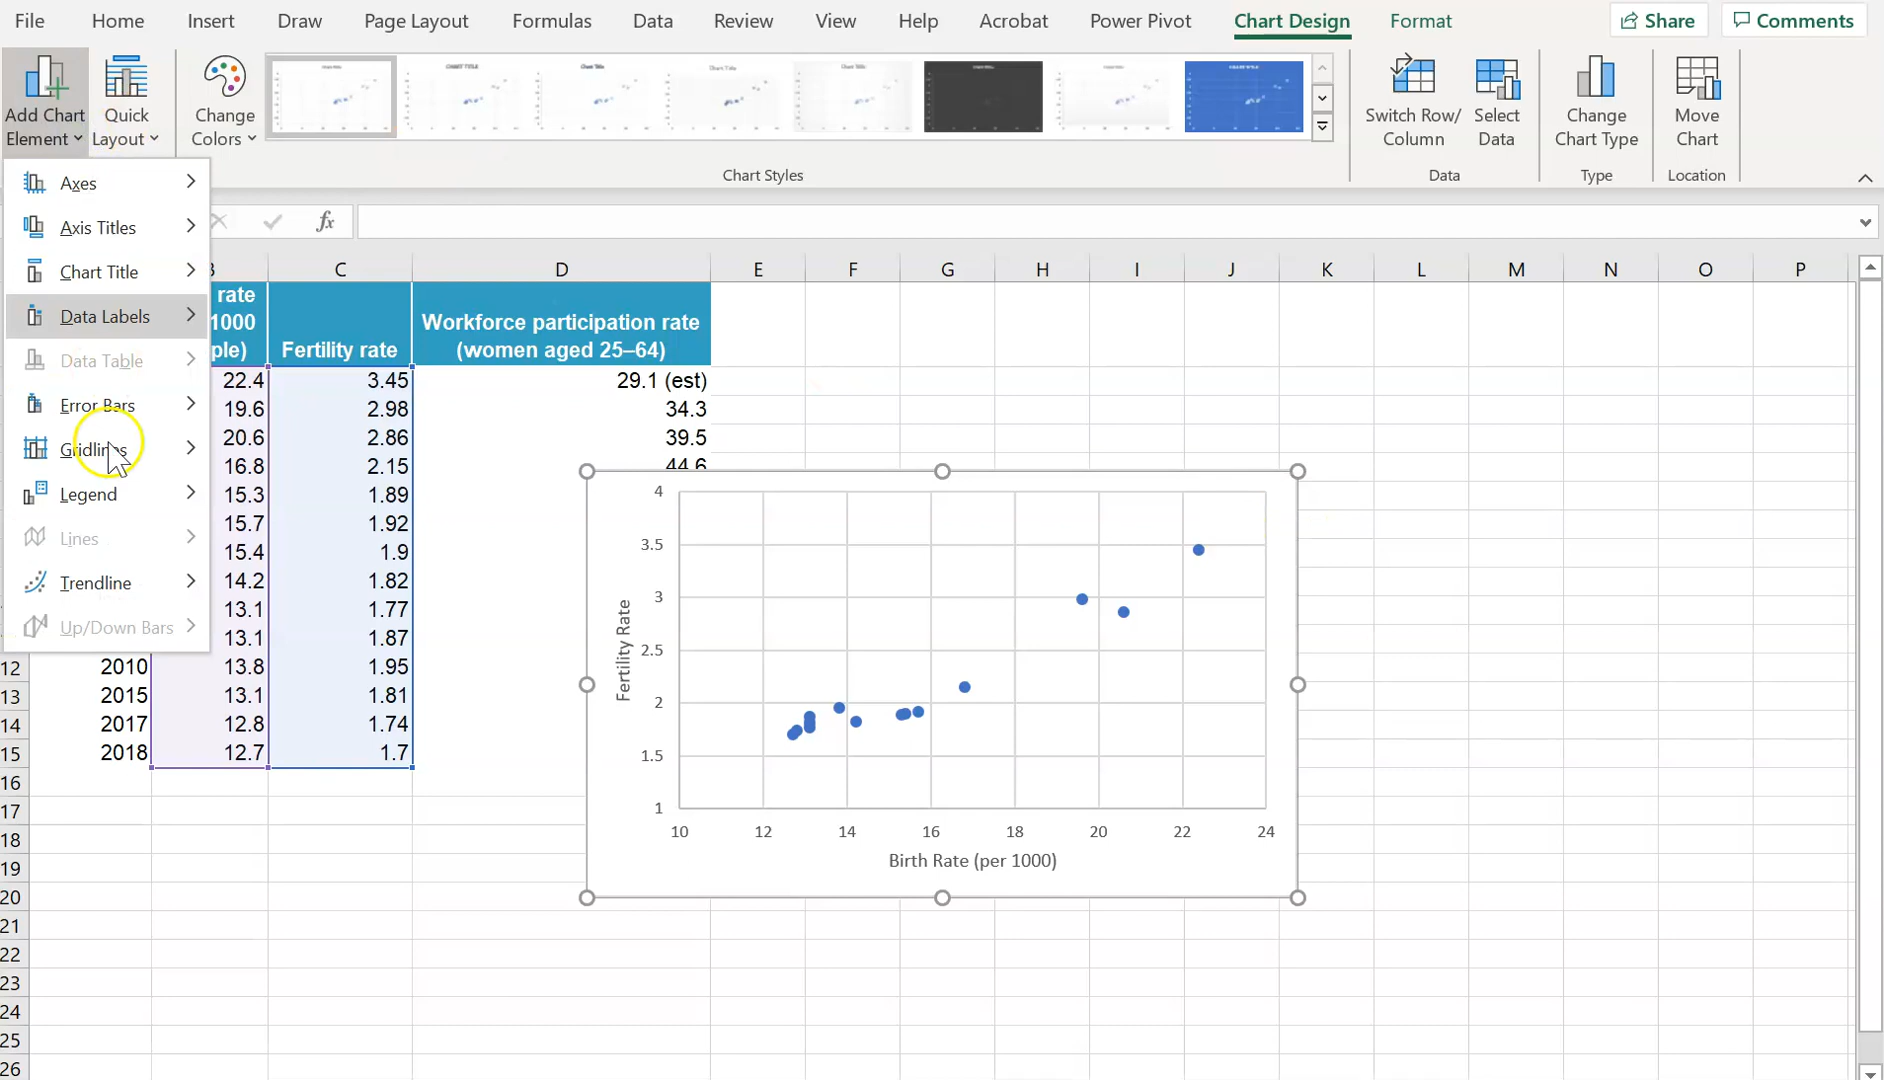 File Home Insert Draw Page Layout Formulas Data Review View Help Acrobat Power Pivot Chart Design Format Share Comments
Add Chart Element
Quick Layout
Change Colors
Switch Row/ Column
Select Data
Change Chart Type
Move Chart
Chart Styles Data Type Location
Axes
Axis Titles
Chart Title
Data Labels
Data Table
Error Bars
Gridlines
Legend
Lines
Trendline
Up/Down Bars
fx
B C D E F G H I J K L M N O P
rate
1000
ple)
Fertility rate
Workforce participation rate
(women aged 25–64)
22.4 3.45 29.1 (est)
19.6 2.98 34.3
20.6 2.86 39.5
16.8 2.15 44.6
15.3 1.89
15.7 1.92
15.4 1.9
14.2 1.82
13.1 1.77
13.1 1.87
12 2010 13.8 1.95
13 2015 13.1 1.81
14 2017 12.8 1.74
15 2018 12.7 1.7
16
17
18
19
20
21
22
23
24
25
26
4
3.5
3
2.5
2
1.5
1
Fertility Rate
10 12 14 16 18 20 22 24
Birth Rate (per 1000)